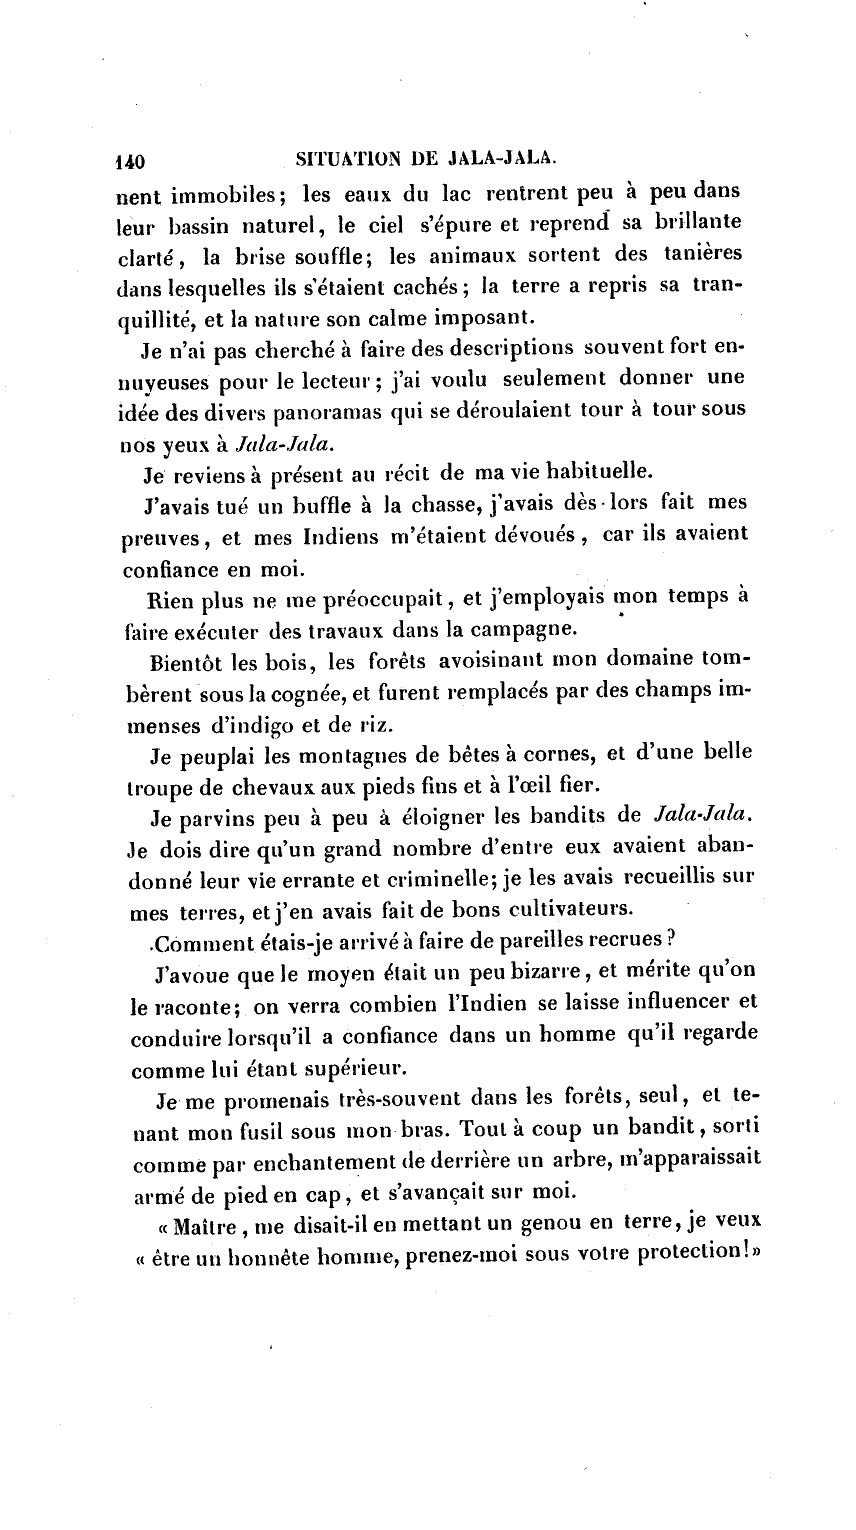 140 SITUATION DE JALA-JALA.
nent immobiles; les eaux du lac rentrent peu à peu dans
leur bassin naturel, le ciel s'épure et reprend sa brillante
clarté, la brise souffle; les animaux sortent des tanières
dans lesquelles ils s'étaient cachés; la terre a repris sa tran-
quillité, et la nature son calme imposant.
Je n'ai pas cherché à faire des descriptions souvent fort en-
nuyeuses pour le lecteur; j'ai voulu seulement donner une
idée des divers panoramas qui se déroulaient tour à tour sous
nos yeux à Jala-Jala.
Je reviens à présent au récit de ma vie habituelle.
J'avais tué un buffle à la chasse, j'avais dès-lors fait mes
preuves, et mes Indiens m'étaient dévoués, car ils avaient
confiance en moi.
Rien plus ne me préoccupait, et j'employais mon temps à
faire exécuter des travaux dans la campagne.
Bientôt les bois, les forêts avoisinant mon domaine tom-
bèrent sous la cognée, et furent remplacés par des champs im-
menses d'indigo et de riz.
Je peuplai les montagnes de bêtes à cornes, et d'une belle
troupe de chevaux aux pieds fins et à l'œil fier.
Je parvins peu à peu à éloigner les bandits de Jala-Jala.
Je dois dire qu'un grand nombre d'entre eux avaient aban-
donné leur vie errante et criminelle; je les avais recueillis sur
mes terres, et j'en avais fait de bons cultivateurs.
Comment étais-je arrivé à faire de pareilles recrues ?
J'avoue que le moyen était un peu bizarre, et mérite qu'on
le raconte; on verra combien l'Indien se laisse influencer et
conduire lorsqu'il a confiance dans un homme qu'il regarde
comme lui étant supérieur.
Je me promenais très-souvent dans les forêts, seul, et te-
nant mon fusil sous mon bras. Tout à coup un bandit, sorti
comme par enchantement de derrière un arbre, m'apparaissait
armé de pied en cap, et s'avançait sur moi.
« Maître, me disait-il en mettant un genou en terre, je veux
« être un honnête homme, prenez-moi sous votre protection! »